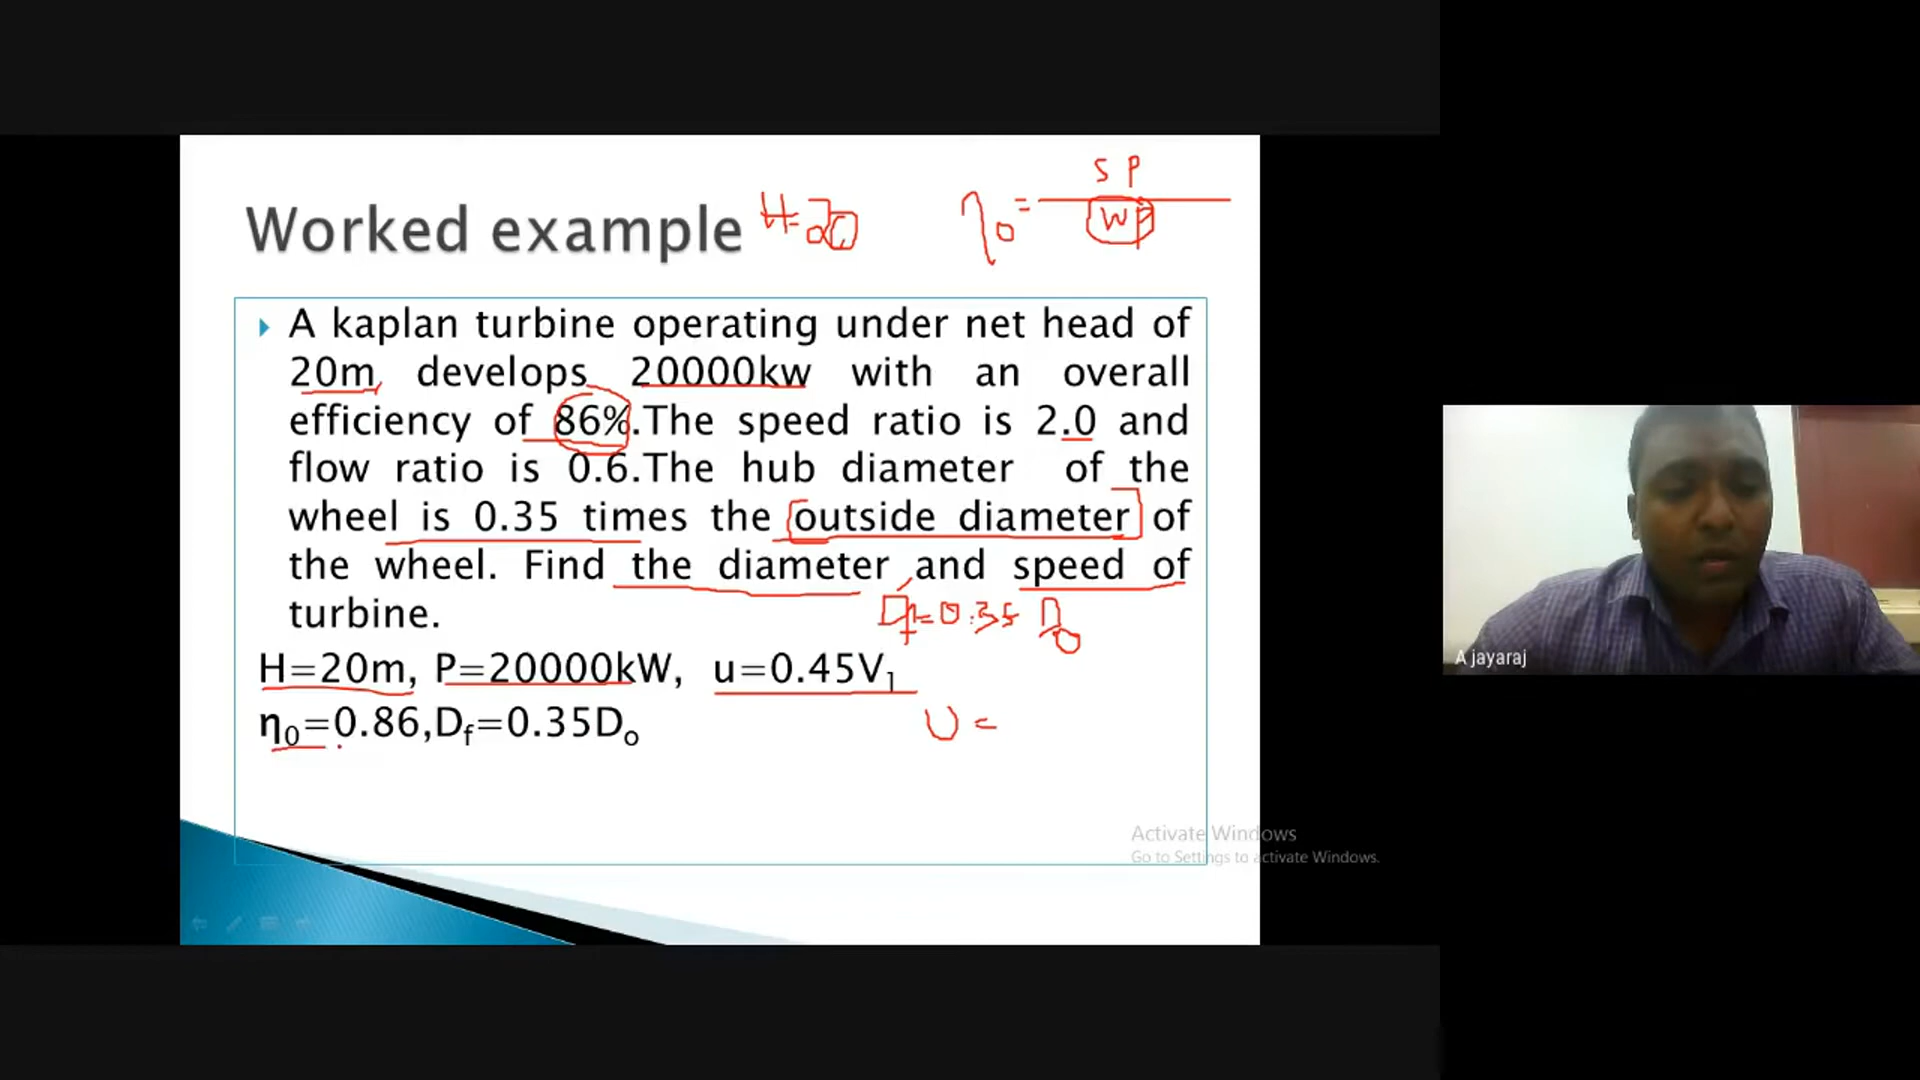 S P
Worked example H=20 η0= WP
A kaplan turbine operating under net head of
20m develops 20000kw with an overall
efficiency of 86%.The speed ratio is 2.0 and
flow ratio is 0.6.The hub diameter of the
wheel is 0.35 times the outside diameter of
the wheel. Find the diameter and speed of
turbine.
Df=0.35 Do
H=20m, P=20000kW, u=0.45V1
η0=0.86,Df=0.35Do
U =
A jayaraj
Activate Windows
Go to Settings to activate Windows.